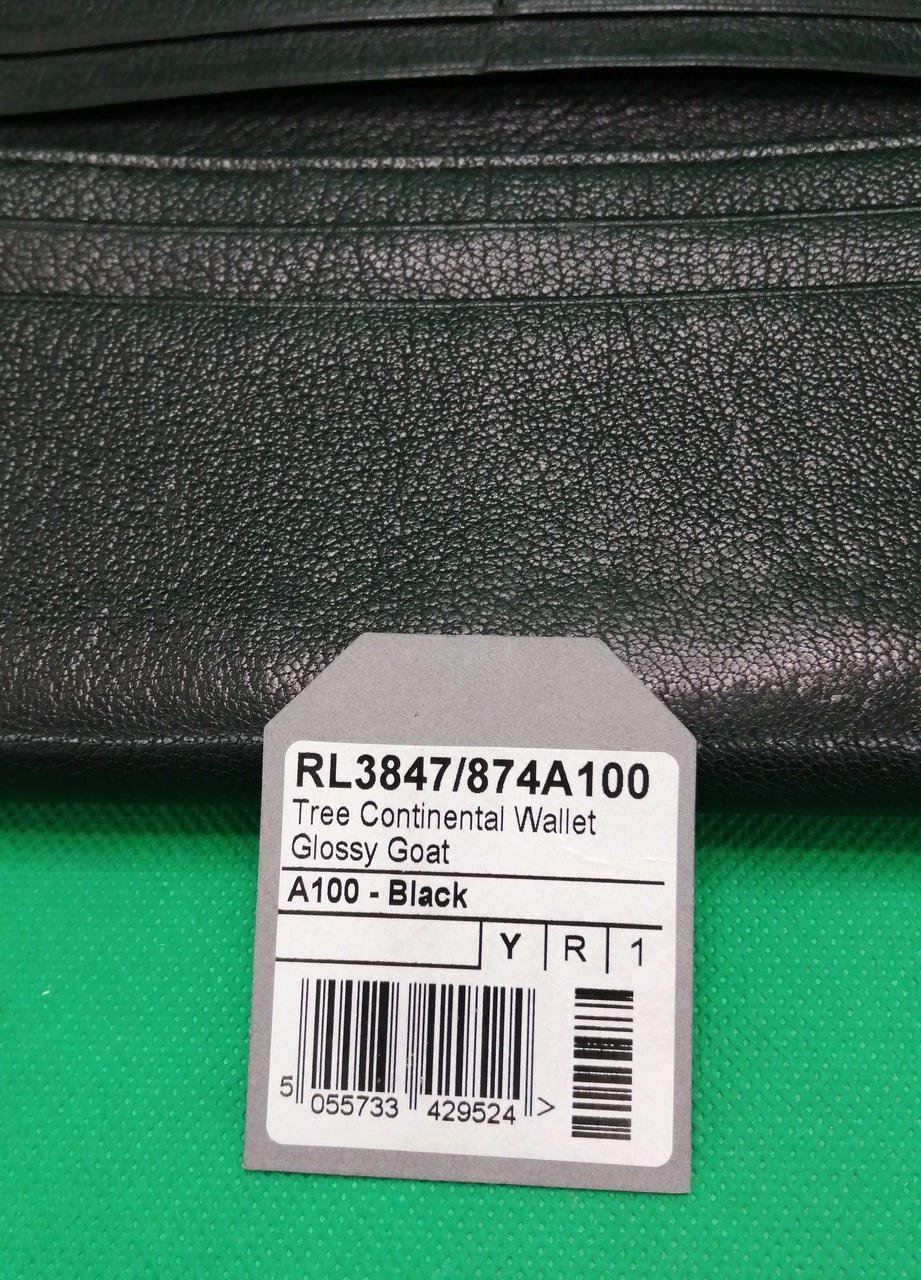 RL3847/874A100
Tree Continental Wallet
Glossy Goat
A100 - Black
Y R 1
5 055733 429524 >